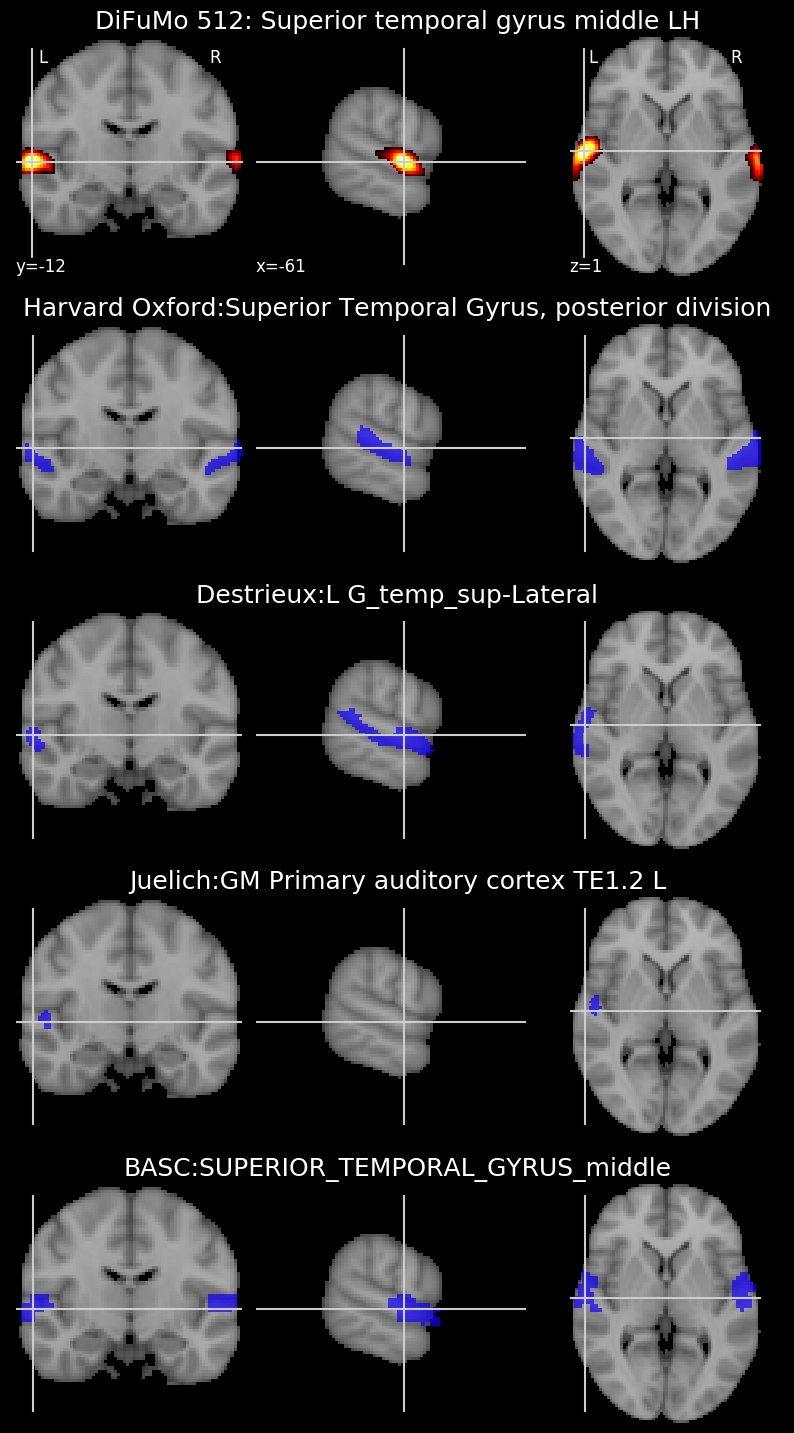 DiFuMo 512: Superior temporal gyrus middle LH
L R L R
y=-12 x=-61 z=1
Harvard Oxford:Superior Temporal Gyrus, posterior division
Destrieux:L G_temp_sup-Lateral
Juelich:GM Primary auditory cortex TE1.2 L
BASC:SUPERIOR_TEMPORAL_GYRUS_middle